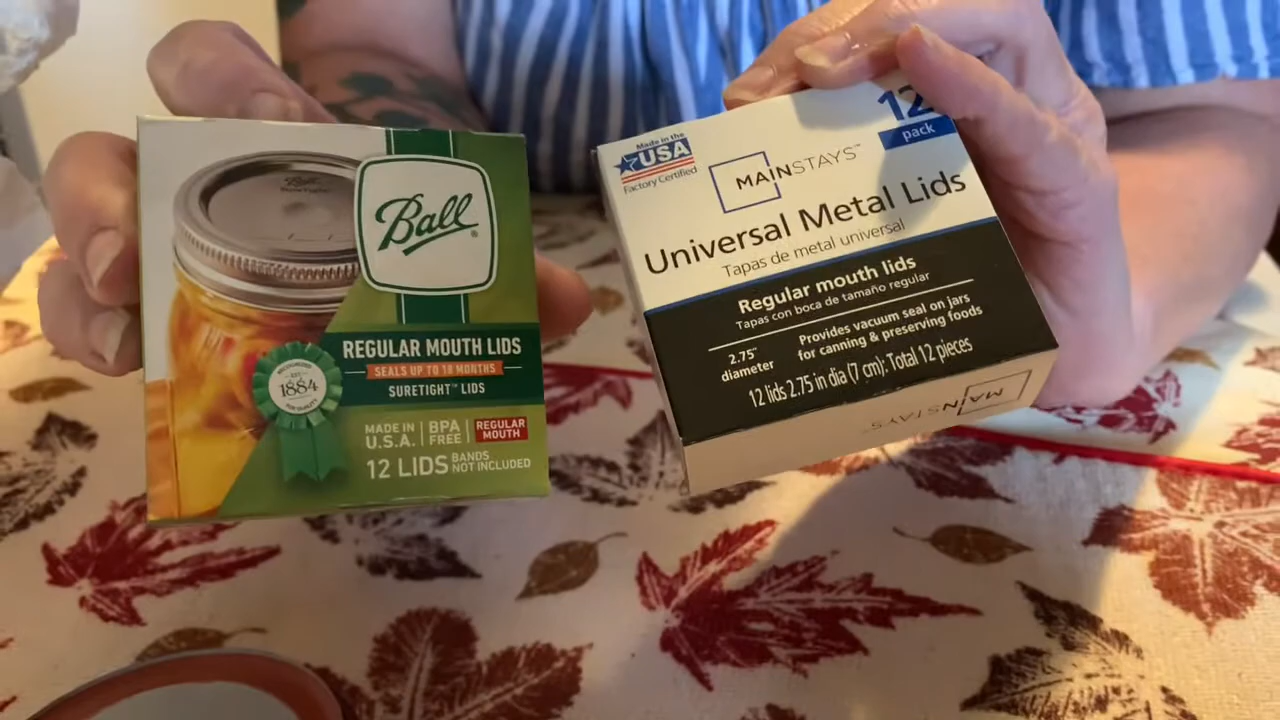 Ball
REGULAR MOUTH LIDS
SEALS UP TO 18 MONTHS
SURETIGHT™ LIDS
EST
1884
MADE IN
U.S.A.
BPA
FREE
REGULAR
MOUTH
12 LIDS
BANDS
NOT INCLUDED
Made in the
USA
Factory Certified
MAINSTAYS™
12
pack
Universal Metal Lids
Tapas de metal universal
Regular mouth lids
Tapas con boca de tamaño regular
2.75"
diameter
Provides vacuum seal on jars
for canning & preserving foods
12 lids 2.75 in dia (7 cm); Total 12 pieces
MAINSTAYS
MAINSTAYS